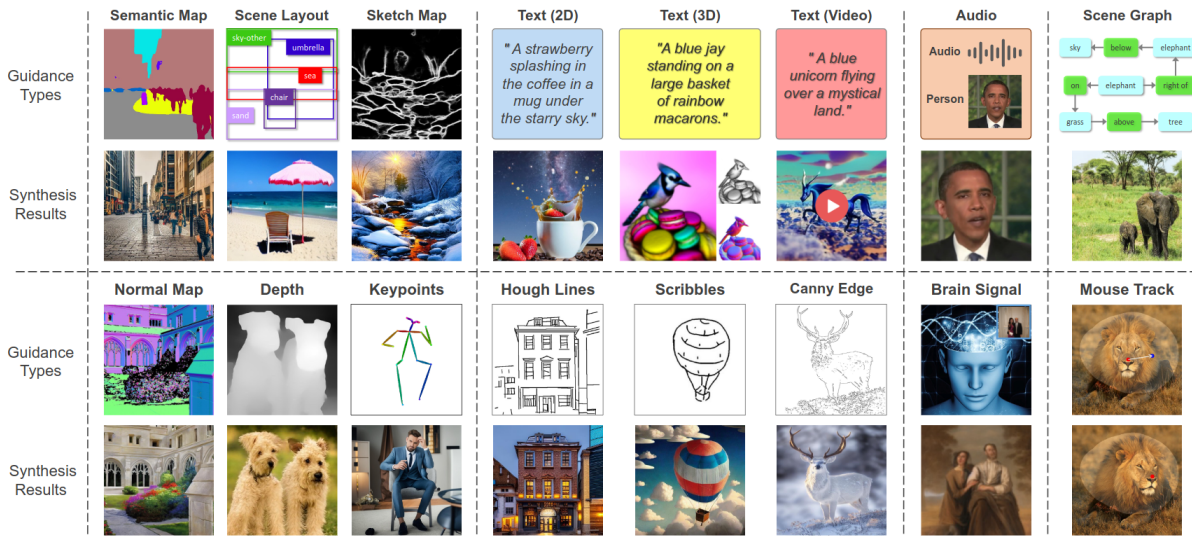 Semantic Map
Scene Layout
Sketch Map
Text (2D)
Text (3D)
Text (Video)
Audio
Scene Graph
Guidance
Types
sky-other
umbrella
sea
chair
sand
" A strawberry
splashing in
the coffee in a
mug under
the starry sky."
"A blue jay
standing on a
large basket
of rainbow
macarons."
" A blue
unicorn flying
over a mystical
land."
Audio
Person
sky
below
elephant
on
elephant
right of
grass
above
tree
Synthesis
Results
Normal Map
Depth
Keypoints
Hough Lines
Scribbles
Canny Edge
Brain Signal
Mouse Track
Guidance
Types
Synthesis
Results